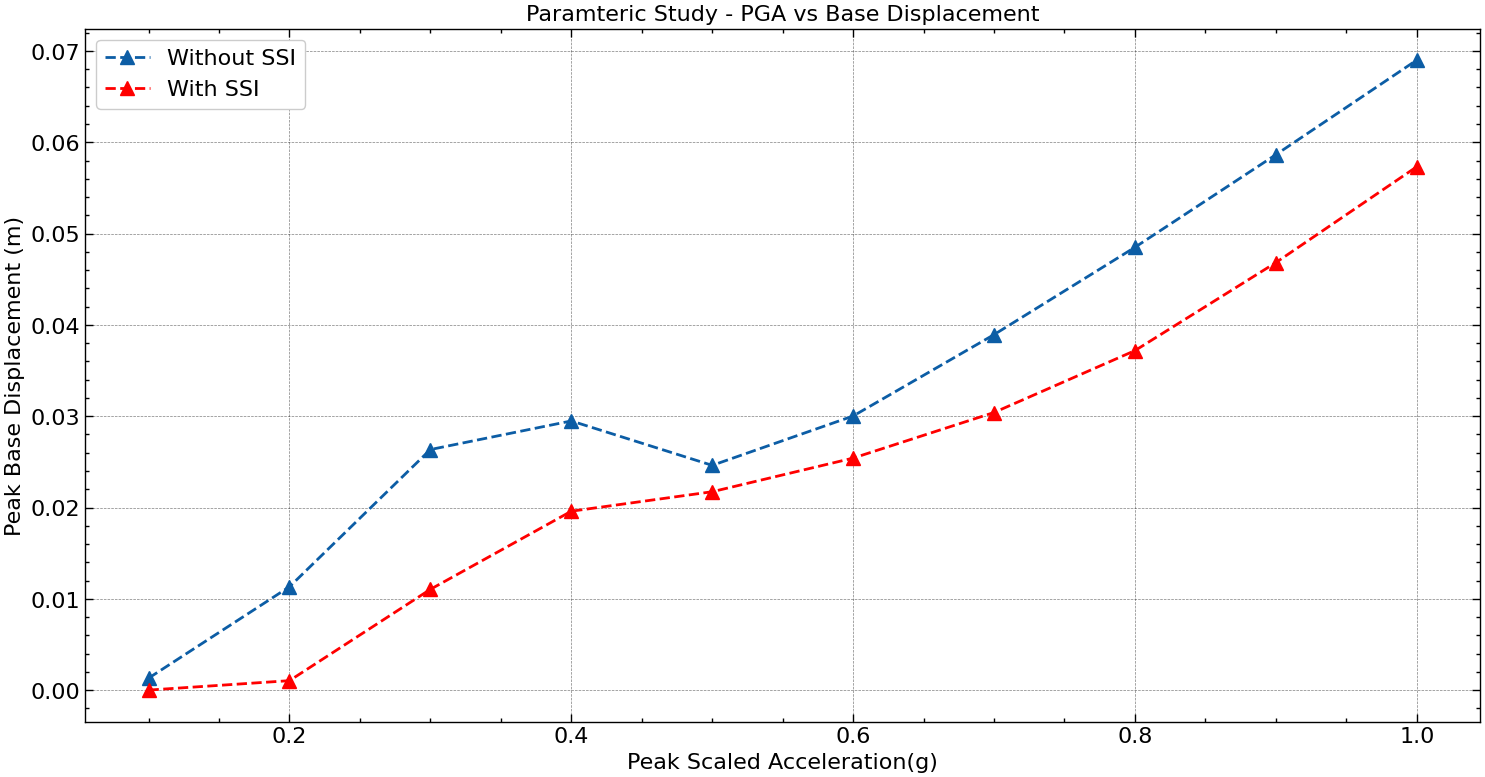 Paramteric Study - PGA vs Base Displacement
Without SSI
With SSI
Peak Base Displacement (m)
0.07
0.06
0.05
0.04
0.03
0.02
0.01
0.00
0.2 0.4 0.6 0.8 1.0
Peak Scaled Acceleration(g)